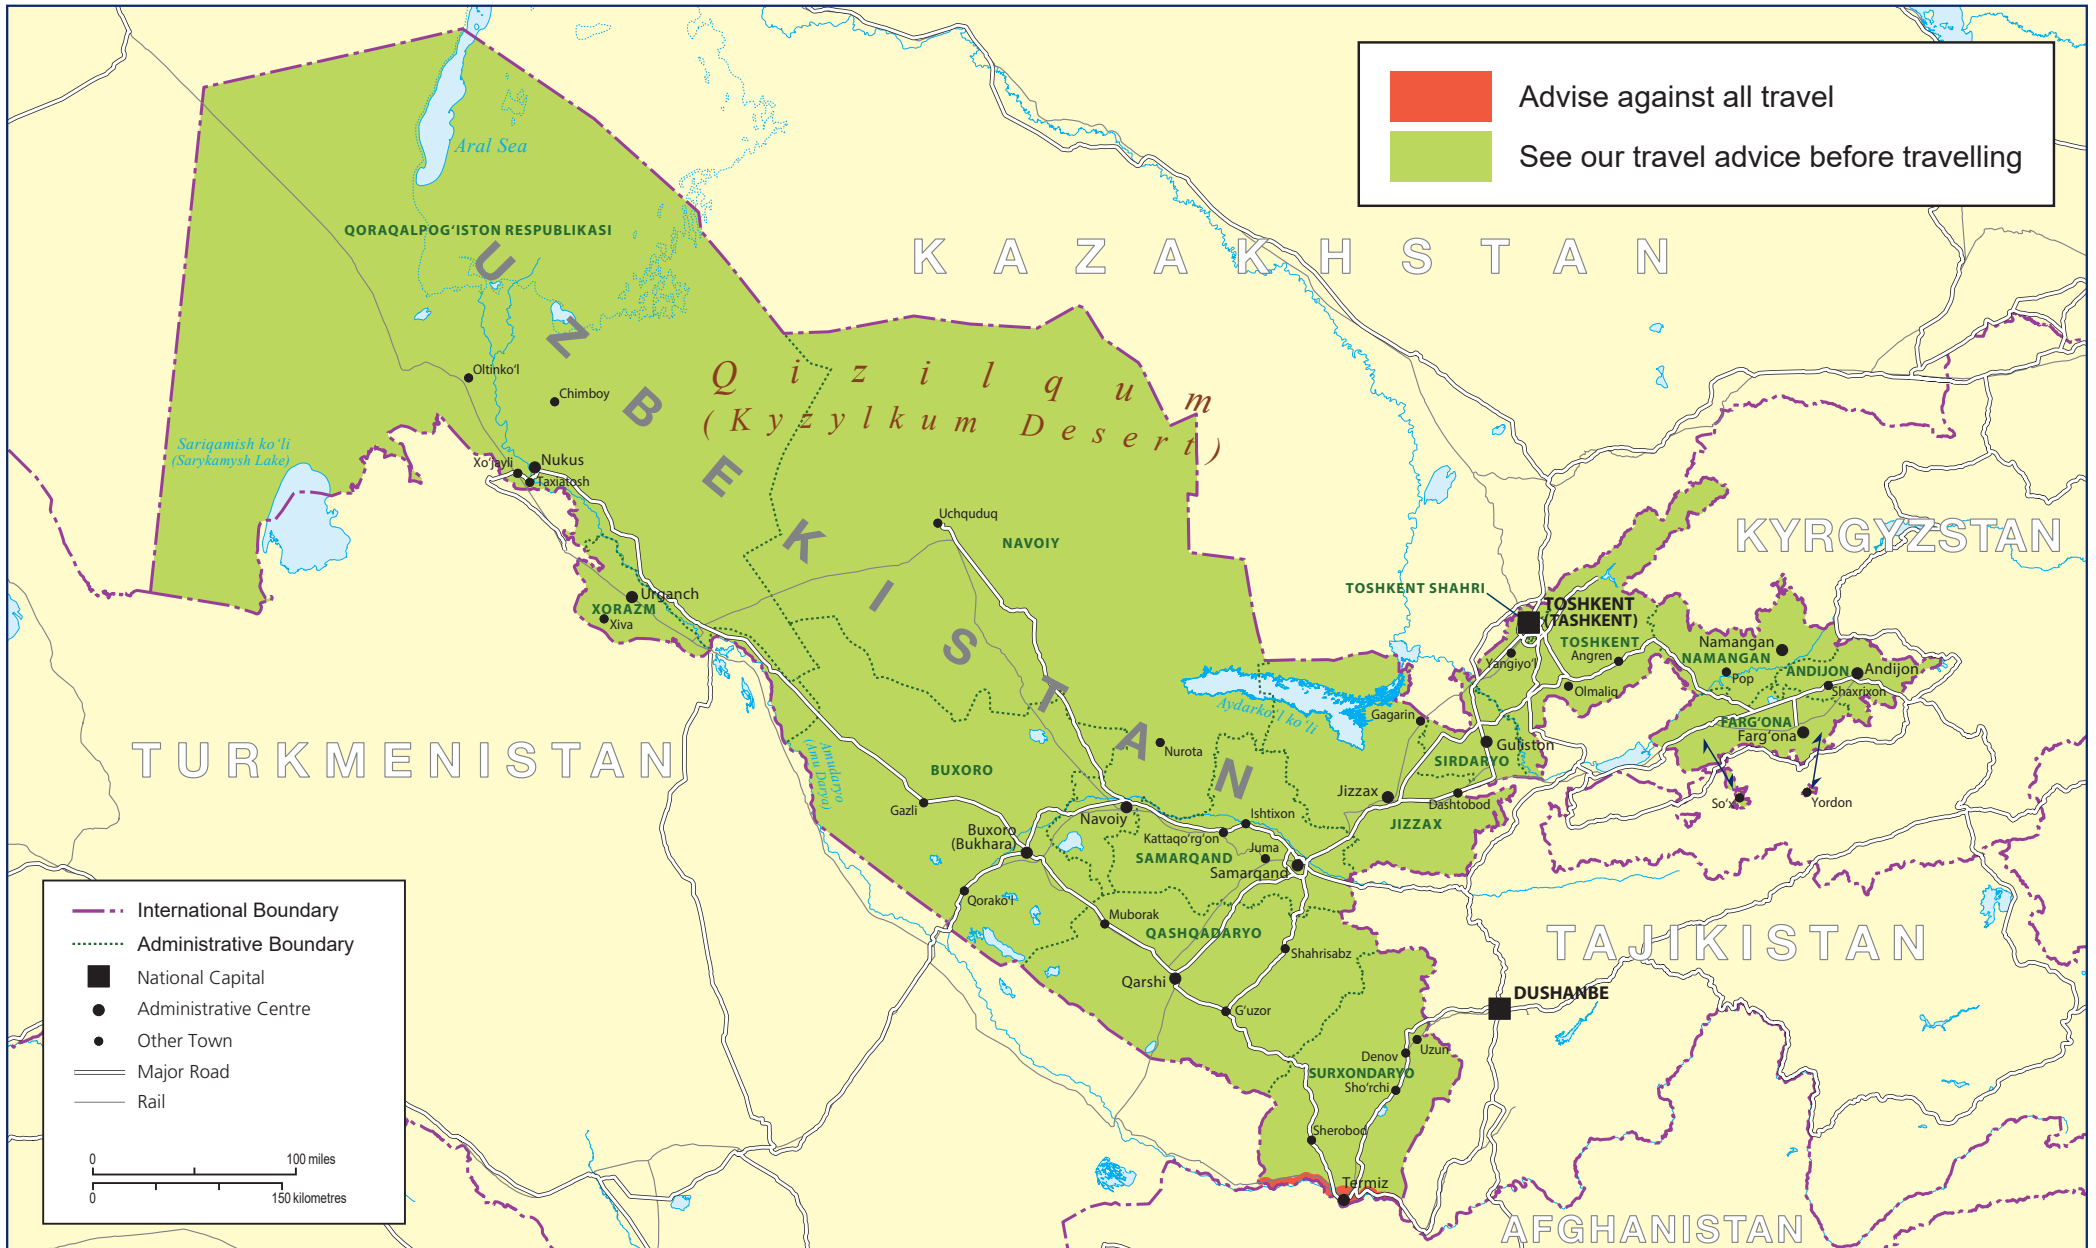 Advise against all travel
See our travel advice before travelling
Aral Sea
QORAQALPOG‘ISTON RESPUBLIKASI
KAZAKHSTAN
UZBEKISTAN
Qizilqum
(Kyzylkum Desert)
Oltinko‘l
Chimboy
Sariqamish ko‘li
(Sarykamysh Lake)
Xo‘jayli
Nukus
Taxiatosh
Uchquduq
NAVOIY
KYRGYZSTAN
TOSHKENT SHAHRI
TOSHKENT
(TASHKENT)
Urganch
XORAZM
Xiva
TOSHKENT
Yangiyo‘l
Angren
Olmaliq
Namangan
NAMANGAN
Pop
ANDIJON
Andijon
Shaxrixon
FARG‘ONA
Farg‘ona
So‘x
Yordon
Aydarko‘l ko‘li
Gagarin
Guliston
SIRDARYO
Nurota
TURKMENISTAN
Amudaryo
(Amu Darya)
BUXORO
Gazli
Jizzax
Dashtobod
JIZZAX
Navoiy
Ishtixon
Kattaqo‘rg‘on
Buxoro
(Bukhara)
SAMARQAND
Juma
Samarqand
Qorako‘l
Muborak
QASHQADARYO
Shahrisabz
TAJIKISTAN
Qarshi
G‘uzor
DUSHANBE
Uzun
Denov
SURXONDARYO
Sho‘rchi
Sherobod
Termiz
AFGHANISTAN
International Boundary
Administrative Boundary
National Capital
Administrative Centre
Other Town
Major Road
Rail
0 100 miles
0 150 kilometres